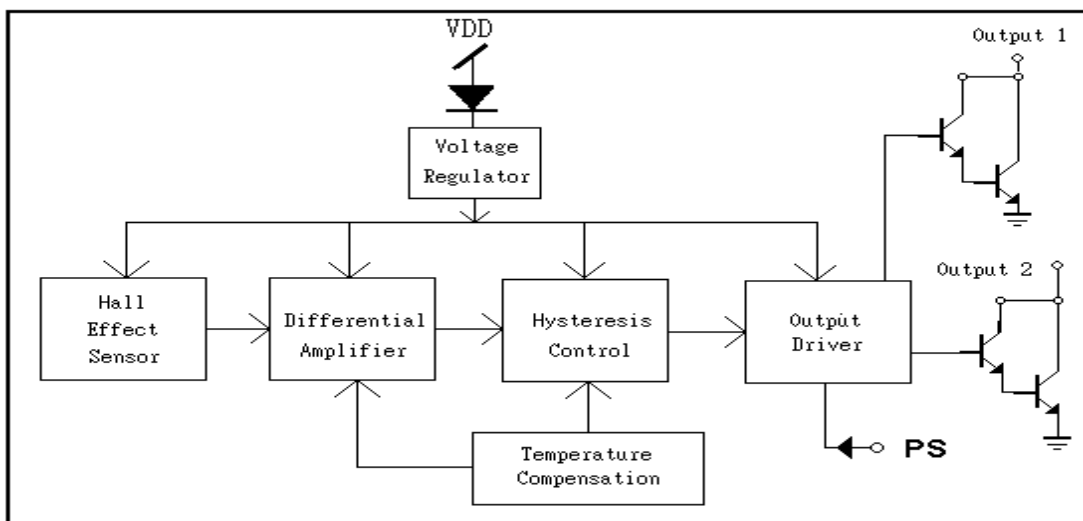 VDD
Output 1
Voltage
Regulator
Output 2
Hall
Effect
Sensor
Differential
Amplifier
Hysteresis
Control
Output
Driver
Temperature
Compensation
PS